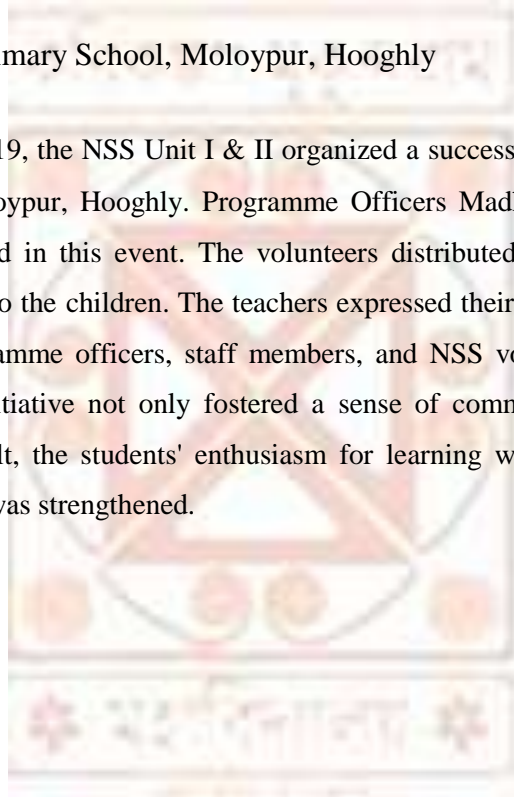 mary School, Moloypur, Hooghly
19, the NSS Unit I & II organized a success
oypur, Hooghly. Programme Officers Mad
d in this event. The volunteers distributed
o the children. The teachers expressed their
amme officers, staff members, and NSS vo
itiative not only fostered a sense of comm
lt, the students' enthusiasm for learning w
was strengthened.